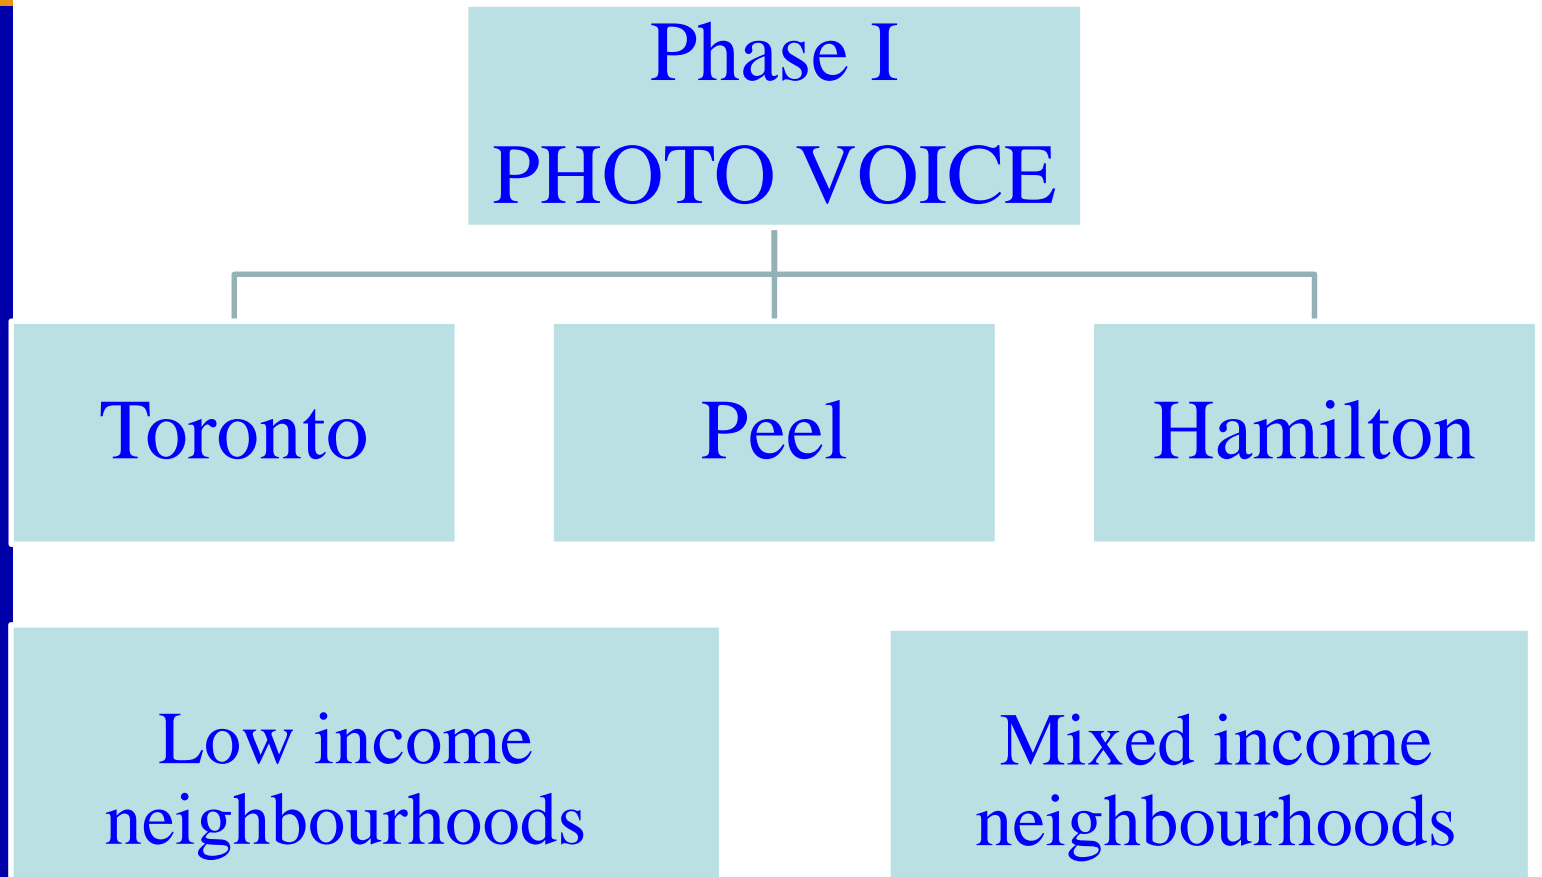 Phase I
PHOTO VOICE
Toronto
Peel
Hamilton
Low income
neighbourhoods
Mixed income
neighbourhoods